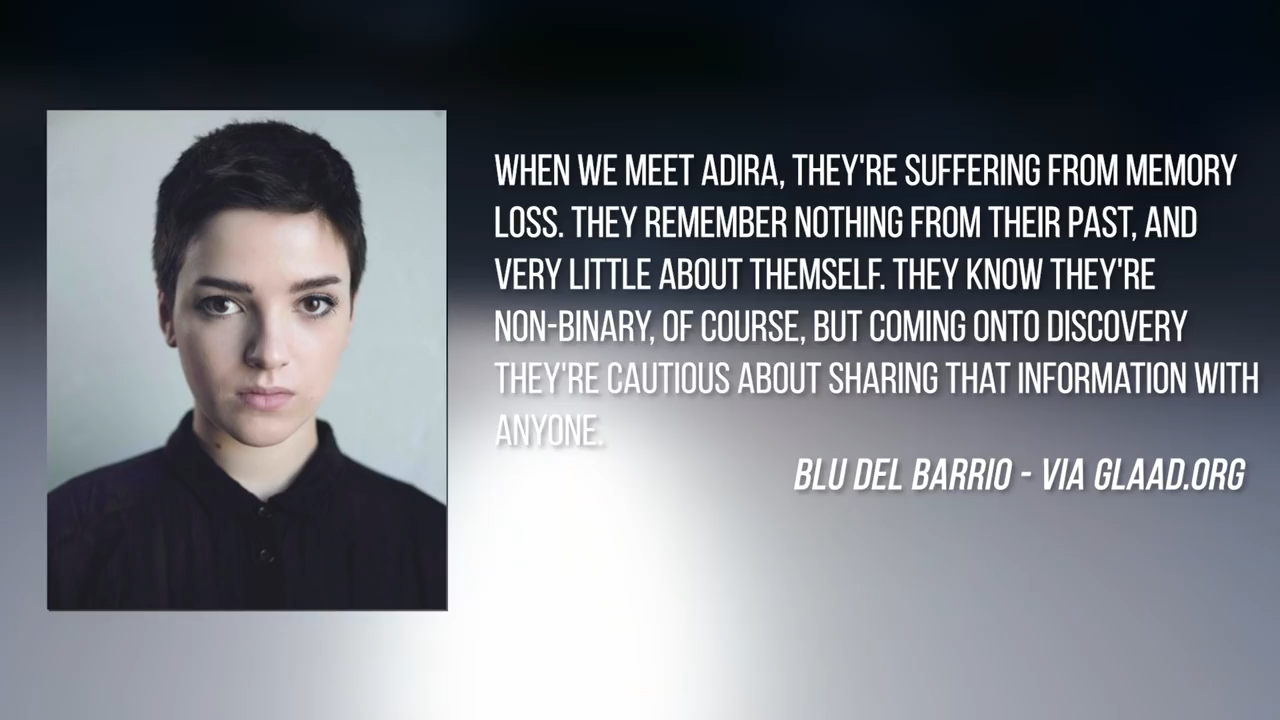 WHEN WE MEET ADIRA, THEY'RE SUFFERING FROM MEMORY
LOSS. THEY REMEMBER NOTHING FROM THEIR PAST, AND
VERY LITTLE ABOUT THEMSELF. THEY KNOW THEY'RE
NON-BINARY, OF COURSE, BUT COMING ONTO DISCOVERY
THEY'RE CAUTIOUS ABOUT SHARING THAT INFORMATION WITH
ANYONE.
BLU DEL BARRIO - VIA GLAAD.ORG